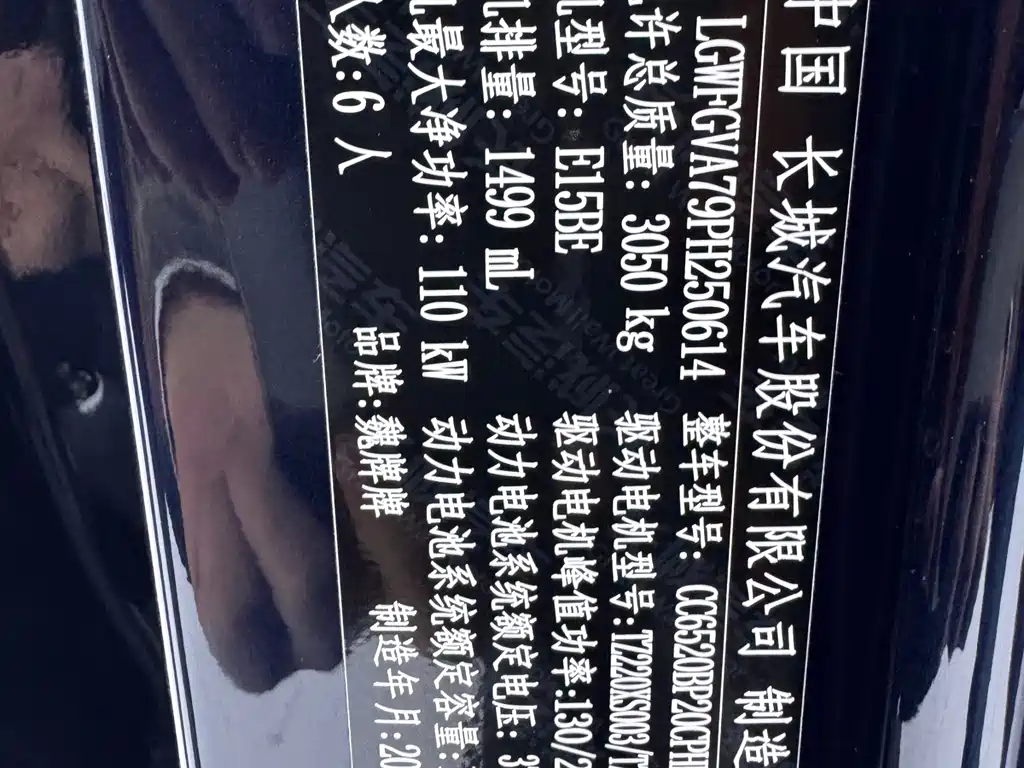 中国 长城汽车股份有限公司 制造
LGWFGVA79PH250614 整车型号: CC6520BP20CPH
许总质量: 3050 kg 驱动电机型号:TZ220XS003/T
型号: E15BE 驱动电机峰值功率:130/2
排量: 1499 mL 动力电池系统额定电压: 3
最大净功率: 110 kW 动力电池系统额定容量:
人数:6 人 品牌:魏牌牌 制造年月:20